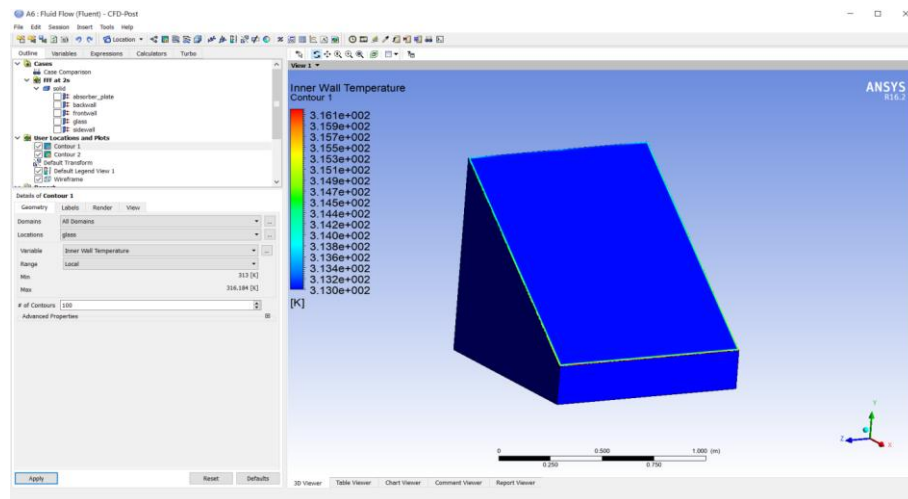 A6 : Fluid Flow (Fluent) - CFD-Post
File Edit Session Insert Tools Help
Location
Outline Variables Expressions Calculators Turbo
Cases
Case Comparison
FFF at 2s
solid
absorber_plate
backwall
frontwall
glass
sidewall
User Locations and Plots
Contour 1
Contour 2
Default Transform
Default Legend View 1
Wireframe
Details of Contour 1
Geometry Labels Render View
Domains All Domains
Locations glass
Variable Inner Wall Temperature
Range Local
Min 313 [K]
Max 316.184 [K]
# of Contours 100
Advanced Properties
Apply Reset Defaults
View 1
Inner Wall Temperature
Contour 1
3.161e+002
3.159e+002
3.157e+002
3.155e+002
3.153e+002
3.151e+002
3.149e+002
3.147e+002
3.145e+002
3.144e+002
3.142e+002
3.140e+002
3.138e+002
3.136e+002
3.134e+002
3.132e+002
3.130e+002
[K]
ANSYS
R16.2
0 0.500 1.000 (m)
0.250 0.750
Y
Z X
3D Viewer Table Viewer Chart Viewer Comment Viewer Report Viewer